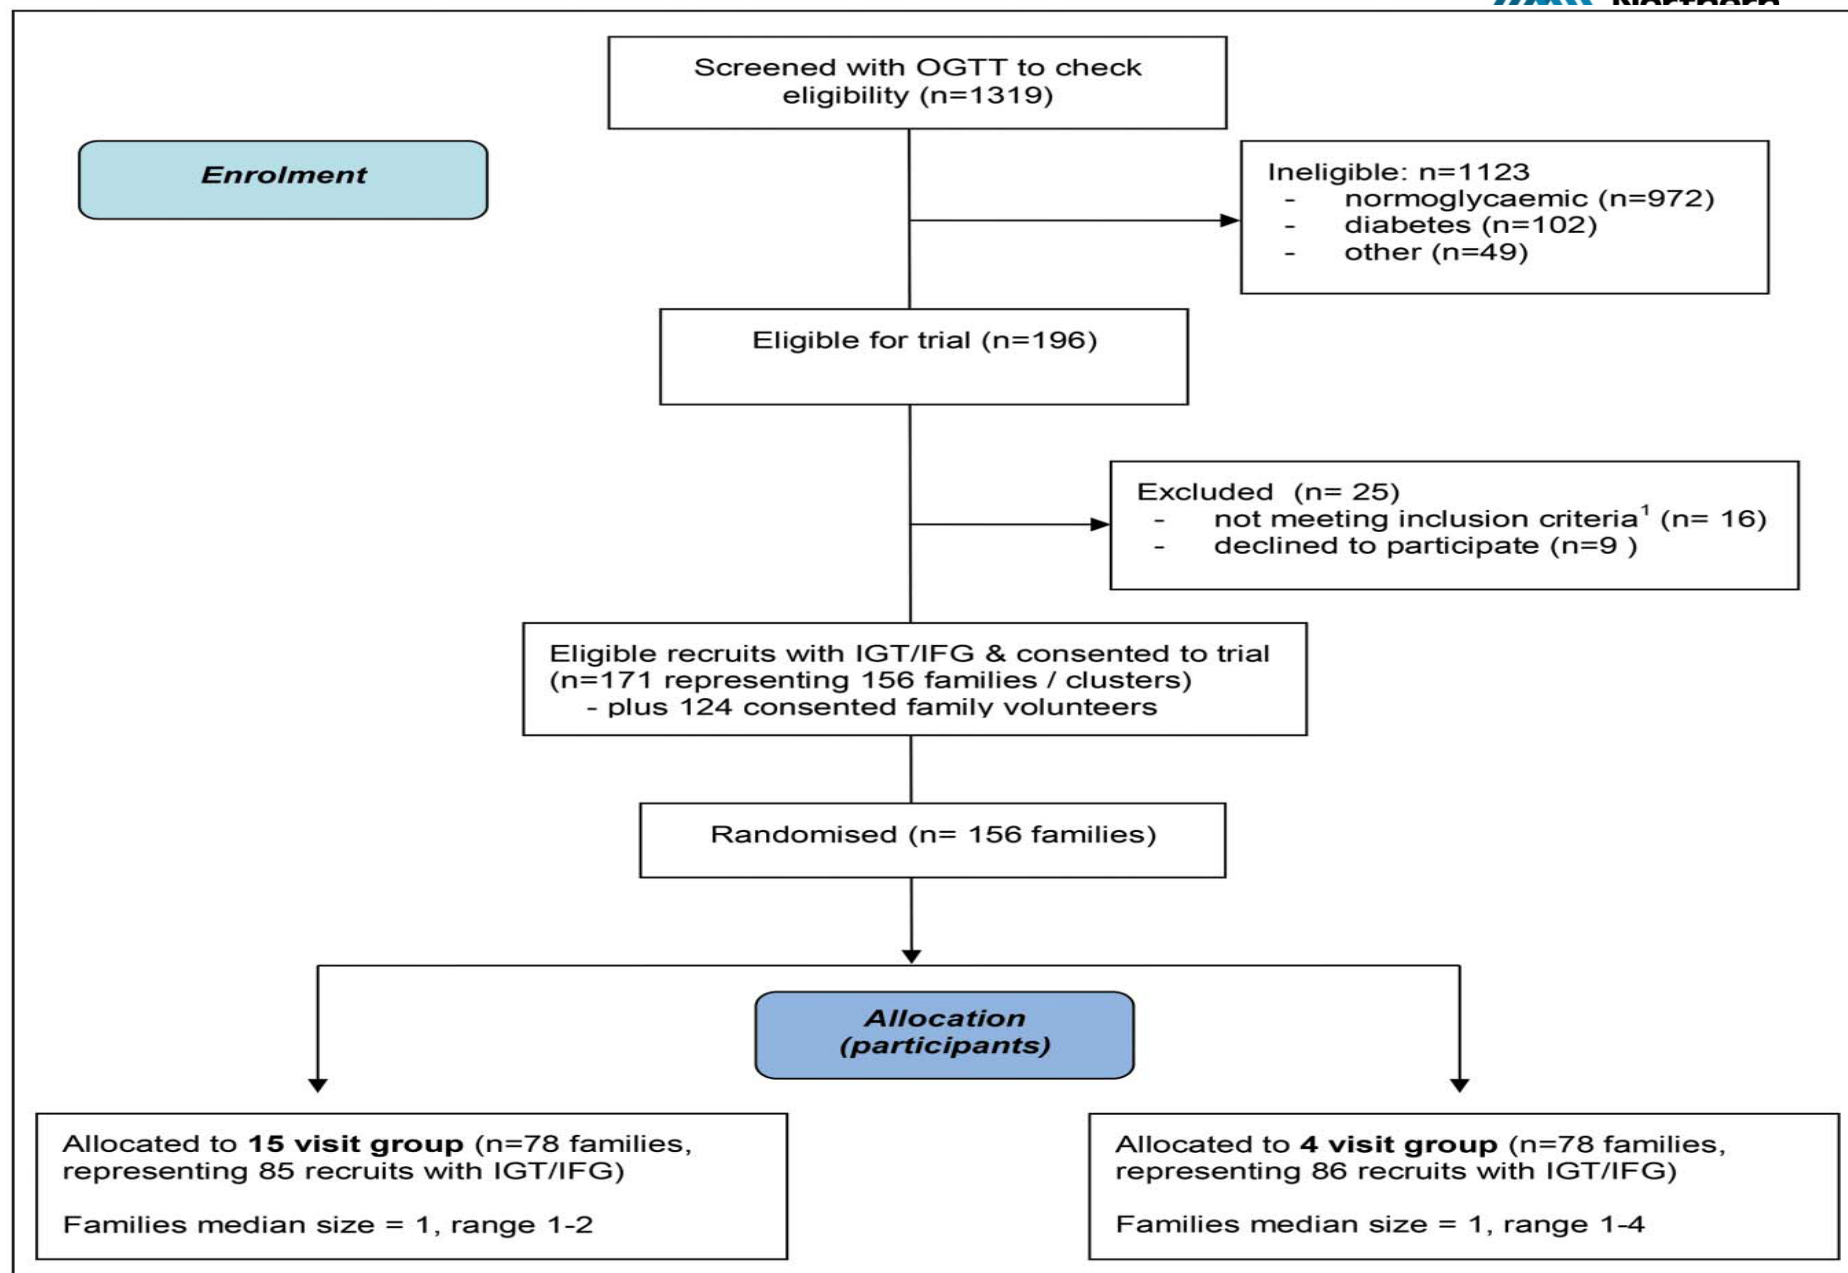 Screened with OGTT to check
eligibility (n=1319)
Enrolment
Ineligible: n=1123
- normoglycaemic (n=972)
- diabetes (n=102)
- other (n=49)
Eligible for trial (n=196)
Excluded (n= 25)
- not meeting inclusion criteria¹ (n= 16)
- declined to participate (n=9 )
Eligible recruits with IGT/IFG & consented to trial
(n=171 representing 156 families / clusters)
- plus 124 consented family volunteers
Randomised (n= 156 families)
Allocation
(participants)
Allocated to 15 visit group (n=78 families,
representing 85 recruits with IGT/IFG)
Families median size = 1, range 1-2
Allocated to 4 visit group (n=78 families,
representing 86 recruits with IGT/IFG)
Families median size = 1, range 1-4